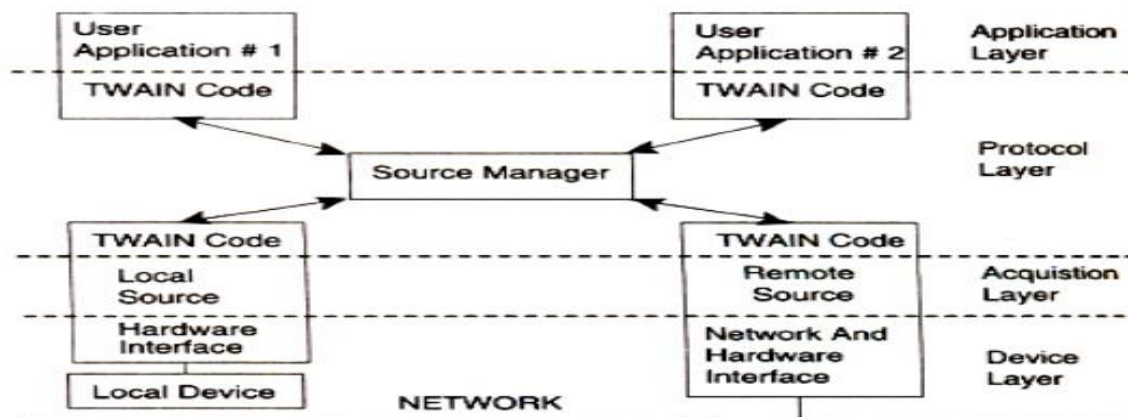 User
Application # 1
TWAIN Code
User
Application # 2
TWAIN Code
Application
Layer
Source Manager
Protocol
Layer
TWAIN Code
Local
Source
Hardware
Interface
Local Device
TWAIN Code
Remote
Source
Network And
Hardware
Interface
Acquistion
Layer
Device
Layer
NETWORK